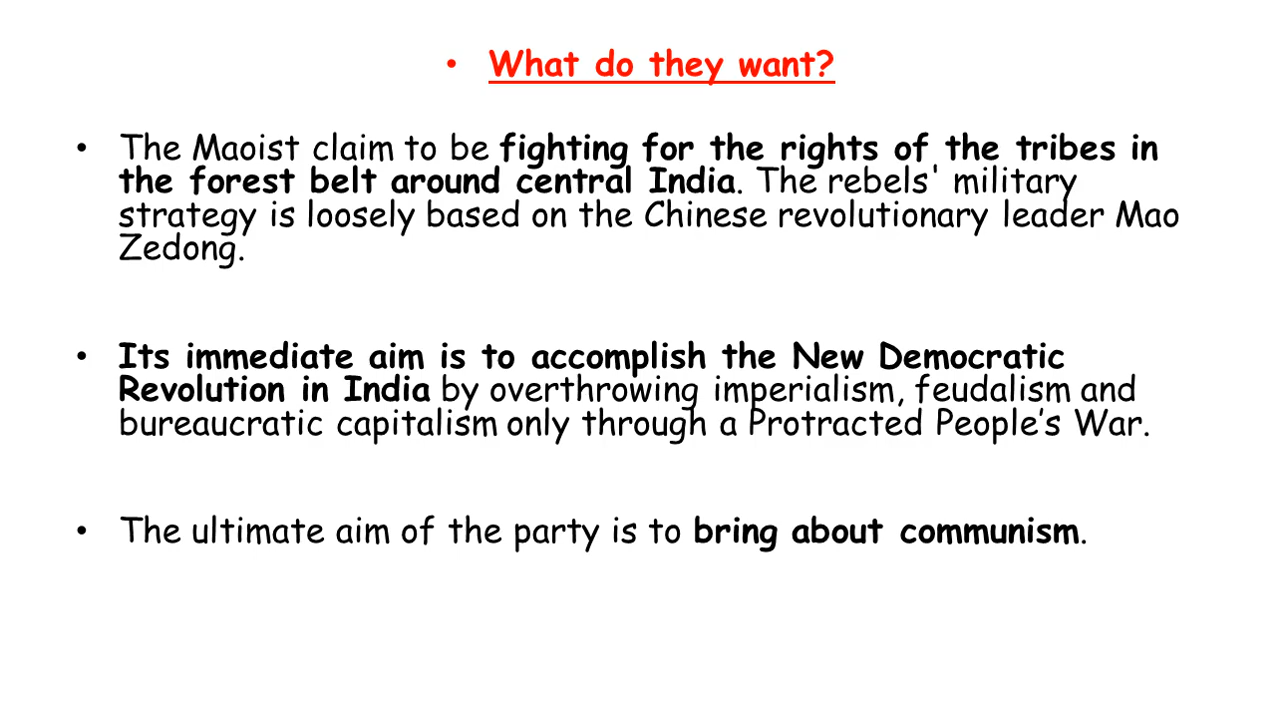 • What do they want?
• The Maoist claim to be fighting for the rights of the tribes in
the forest belt around central India. The rebels' military
strategy is loosely based on the Chinese revolutionary leader Mao
Zedong.
• Its immediate aim is to accomplish the New Democratic
Revolution in India by overthrowing imperialism, feudalism and
bureaucratic capitalism only through a Protracted People’s War.
• The ultimate aim of the party is to bring about communism.